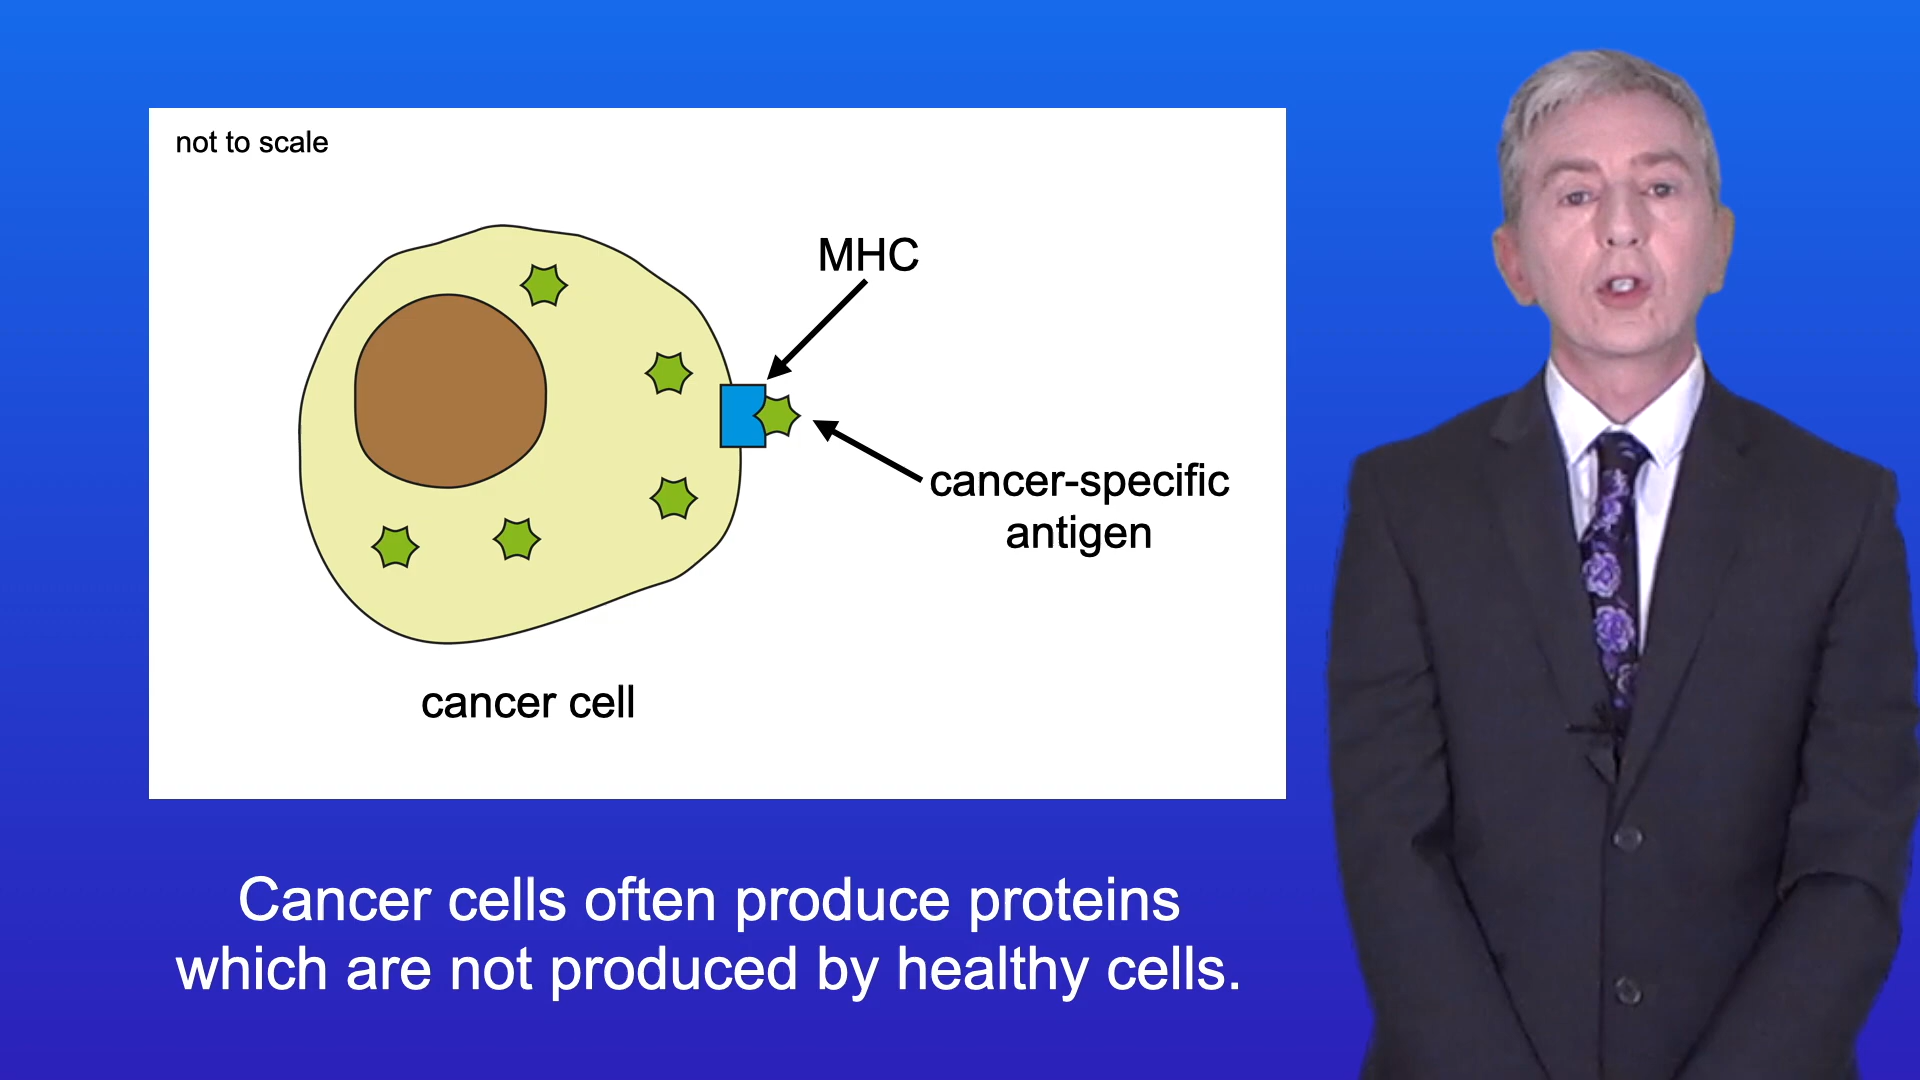 not to scale
MHC
cancer-specific
antigen
cancer cell
Cancer cells often produce proteins
which are not produced by healthy cells.